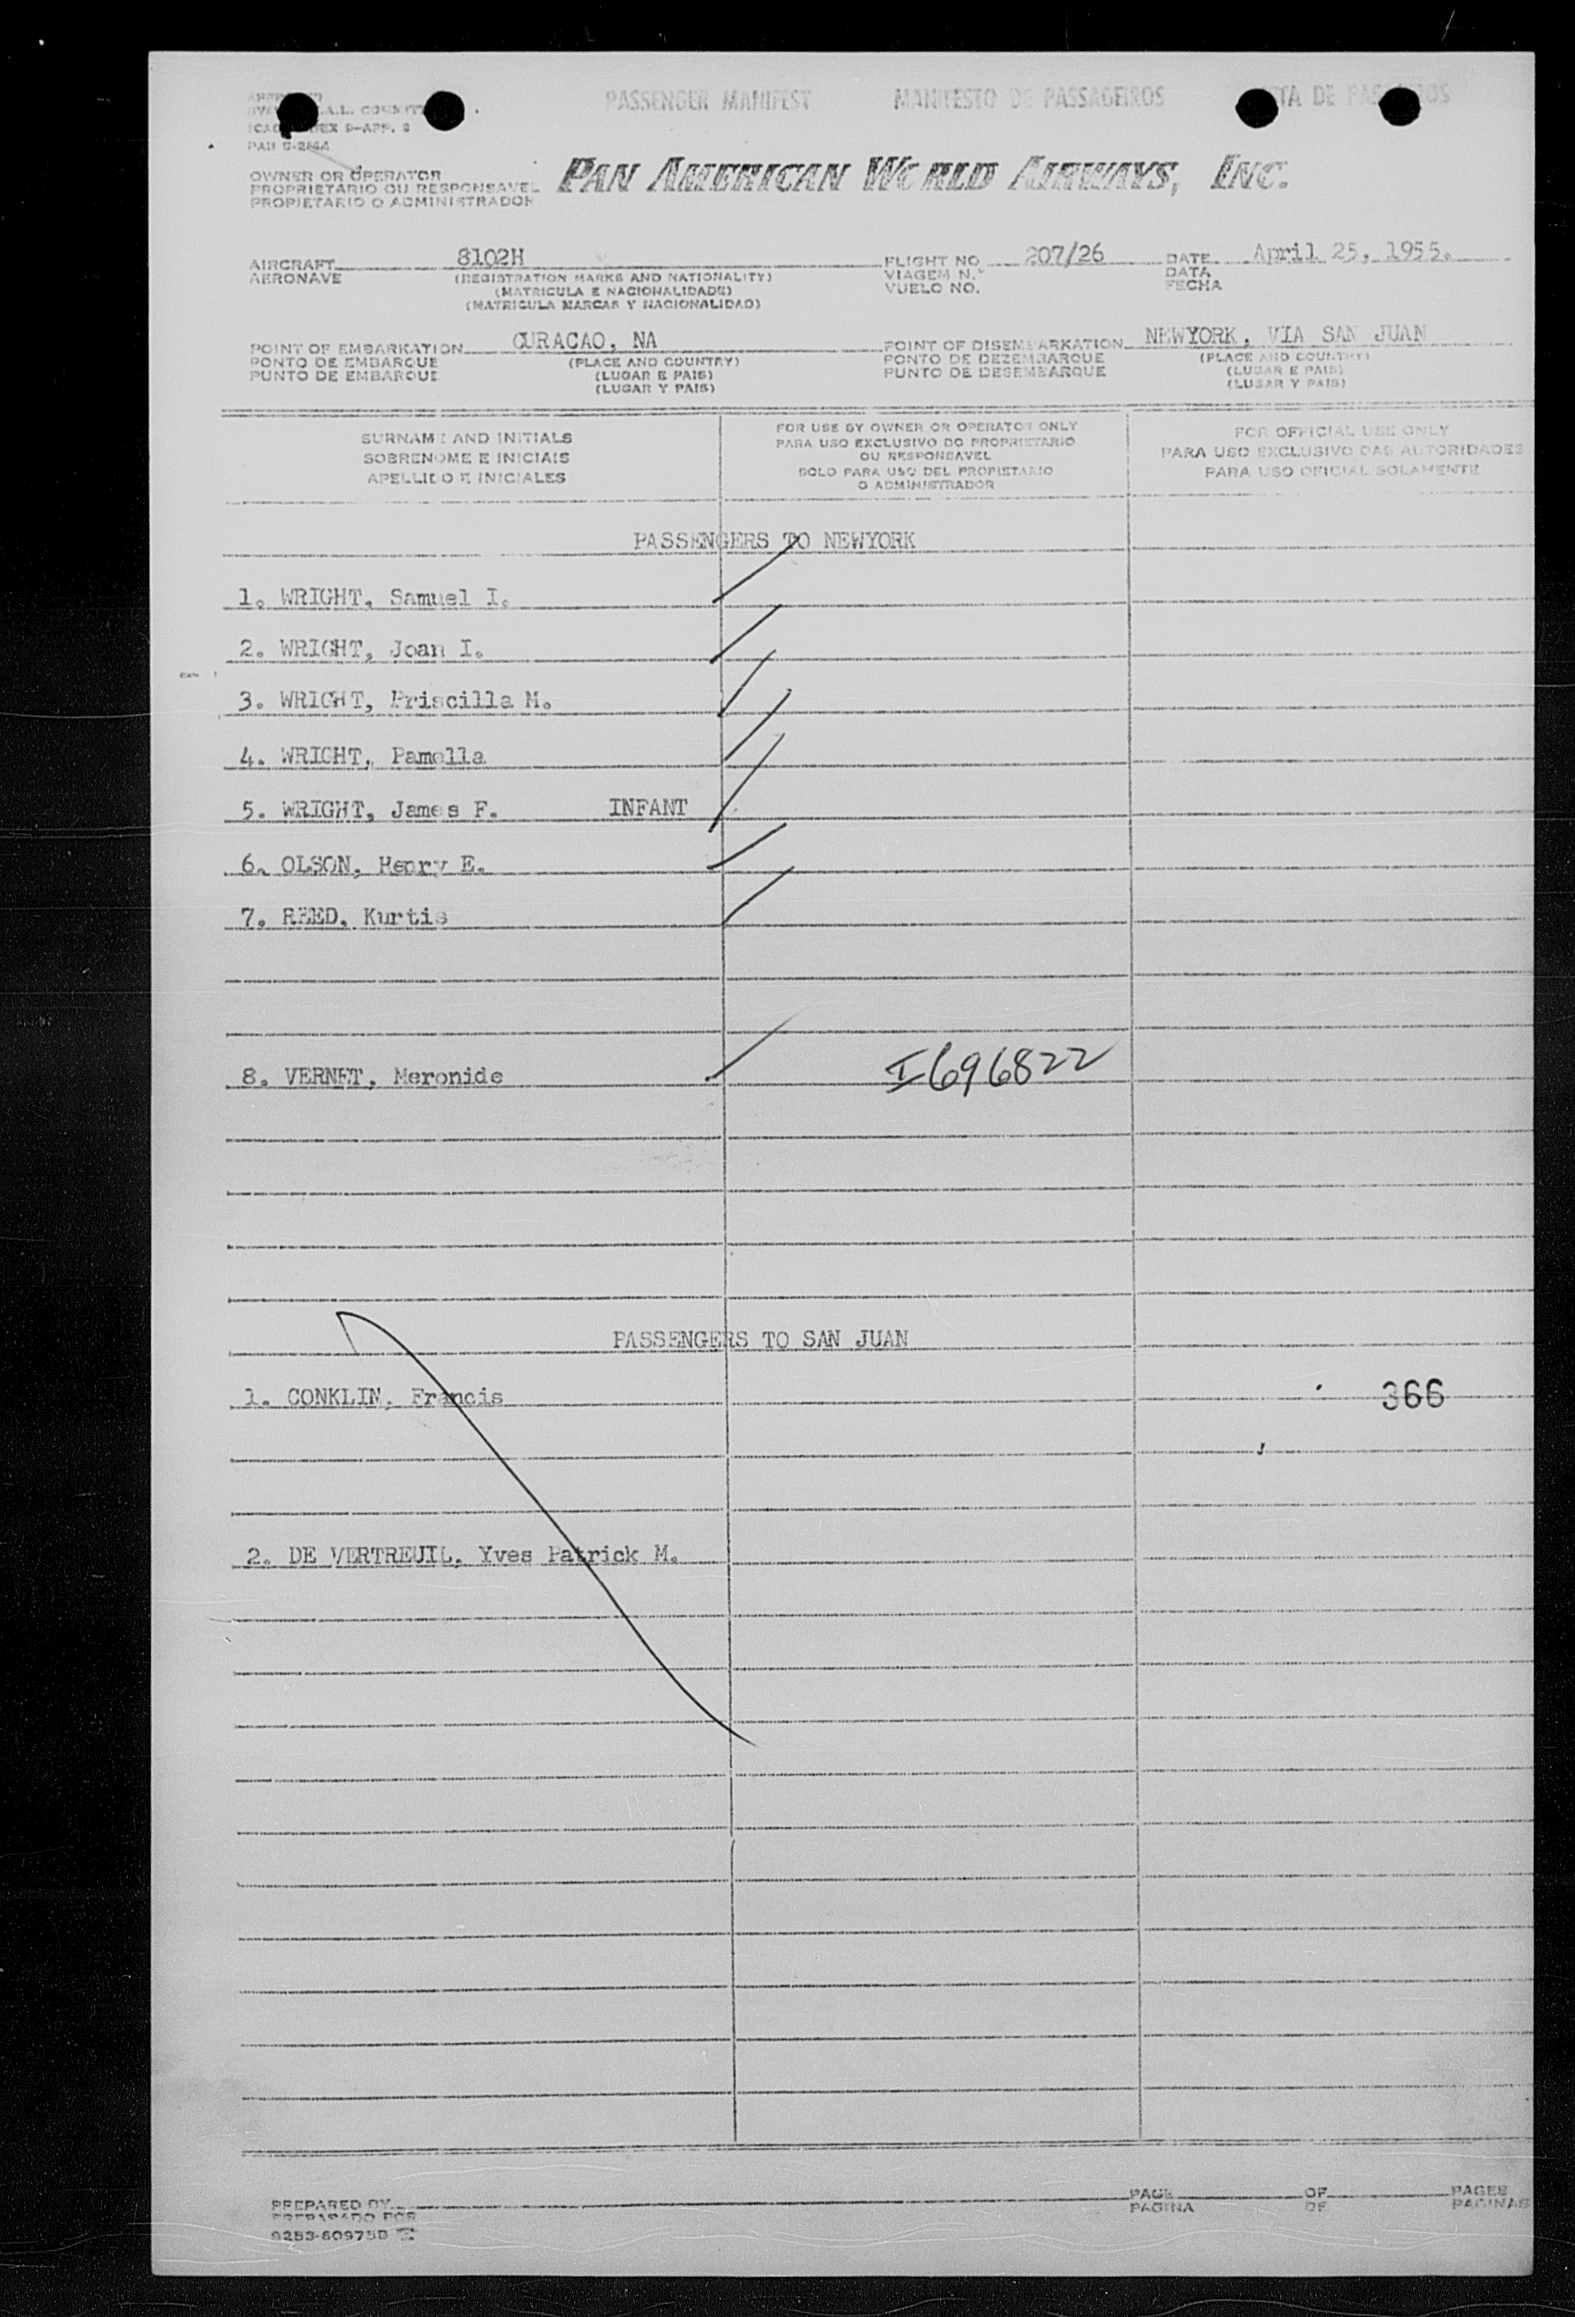 PASSENGER MANIFEST MANIFESTO DE PASSAGEIROS DE
PAN AMERICAN WORLD AIRWAYS, INC.
OWNER OR OPERATOR
PROPRIETARIO OU RESPONSAVEL
PROPIETARIO O ADMINISTRADOR
AIRCRAFT 8102H FLIGHT NO 207/26 DATE April 25, 1955.
AERONAVE (REGISTRATION MARKS AND NATIONALITY) VIAGEM N.º DATA
(MATRICULA E NACIONALIDADE) VUELO NO. FECHA
(MATRICULA MARCAS Y NACIONALIDAD)
POINT OF EMBARKATION CURACAO, NA POINT OF DISEMBARKATION NEWYORK, VIA SAN JUAN
PONTO DE EMBARQUE (PLACE AND COUNTRY) PONTO DE DEZEMBARQUE (PLACE AND COUNTRY)
PUNTO DE EMBARQUE (LUGAR E PAIS) PUNTO DE DESEMBARQUE (LUGAR E PAIS)
(LUGAR Y PAIS) (LUGAR Y PAIS)
SURNAME AND INITIALS
SOBRENOME E INICIAIS
APELLIDO E INICIALES
FOR USE BY OWNER OR OPERATOR ONLY
PARA USO EXCLUSIVO DO PROPRIETARIO
OU RESPONSAVEL
SOLO PARA USO DEL PROPIETARIO
O ADMINISTRADOR
FOR OFFICIAL USE ONLY
PARA USO EXCLUSIVO DAS AUTORIDADES
PARA USO OFICIAL SOLAMENTE
PASSENGERS TO NEWYORK
1. WRIGHT, Samuel I.
2. WRIGHT, Joan I.
3. WRIGHT, Priscilla M.
4. WRIGHT, Pamella
5. WRIGHT, James F. INFANT
6. OLSON, Henry E.
7. REED, Kurtis
8. VERNET, Meronide I696822
PASSENGERS TO SAN JUAN
1. CONKLIN, Francis 366
2. DE VERTREUIL, Yves Patrick M.
PREPARED BY PAGE OF PAGES
PREPARADO POR PAGINA DE PAGINAS